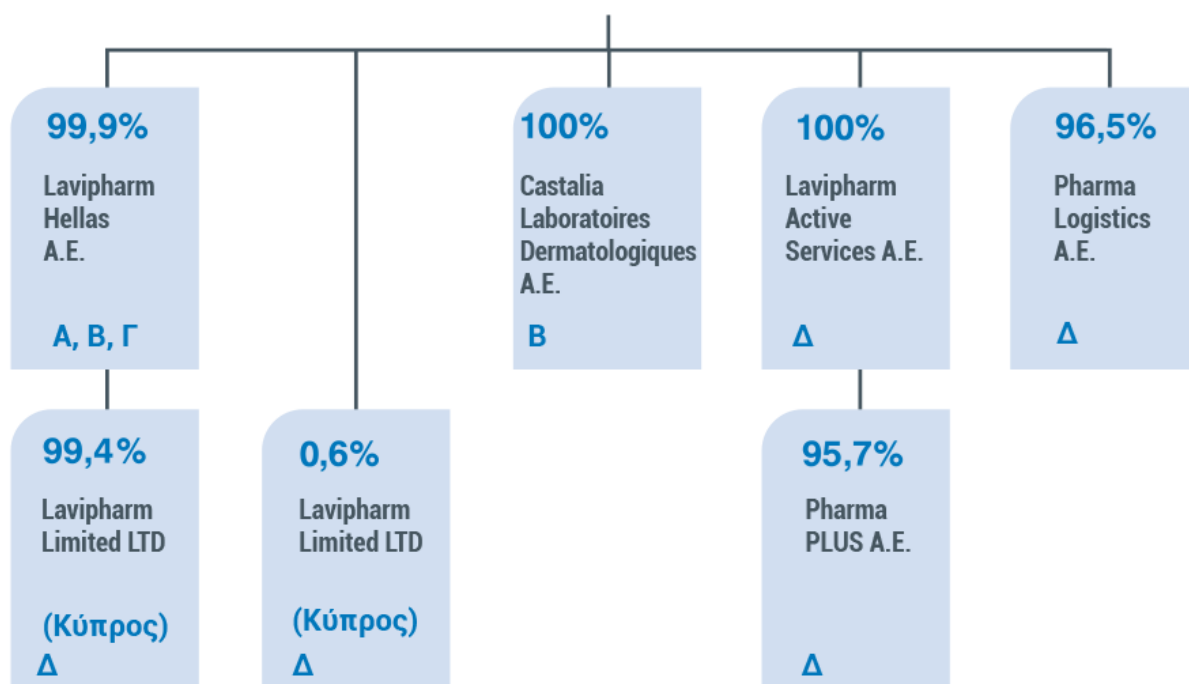 99,9%
Lavipharm
Hellas
Α.Ε.
Α, Β, Γ
100%
Castalia
Laboratoires
Dermatologiques
Α.Ε.
Β
100%
Lavipharm
Active
Services Α.Ε.
Δ
96,5%
Pharma
Logistics
Α.Ε.
Δ
99,4%
Lavipharm
Limited LTD
(Κύπρος)
Δ
0,6%
Lavipharm
Limited LTD
(Κύπρος)
Δ
95,7%
Pharma
PLUS Α.Ε.
Δ